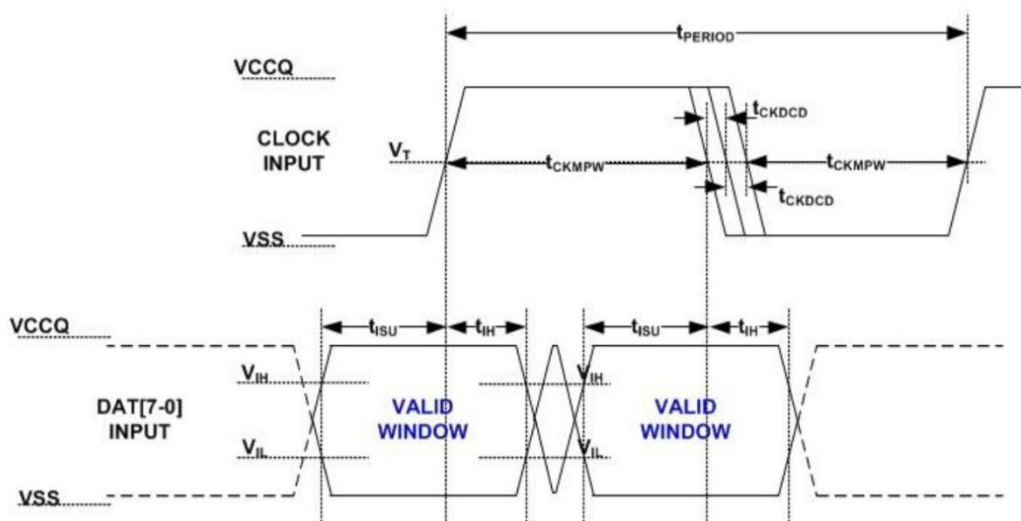 tPERIOD
VCCQ
tCKDCD
CLOCK
INPUT
VT
tCKMPW
tCKMPW
tCKDCD
VSS
VCCQ
tISU
tIH
tISU
tIH
VIH
VIH
DAT[7-0]
INPUT
VALID
WINDOW
VALID
WINDOW
VIL
VIL
VSS